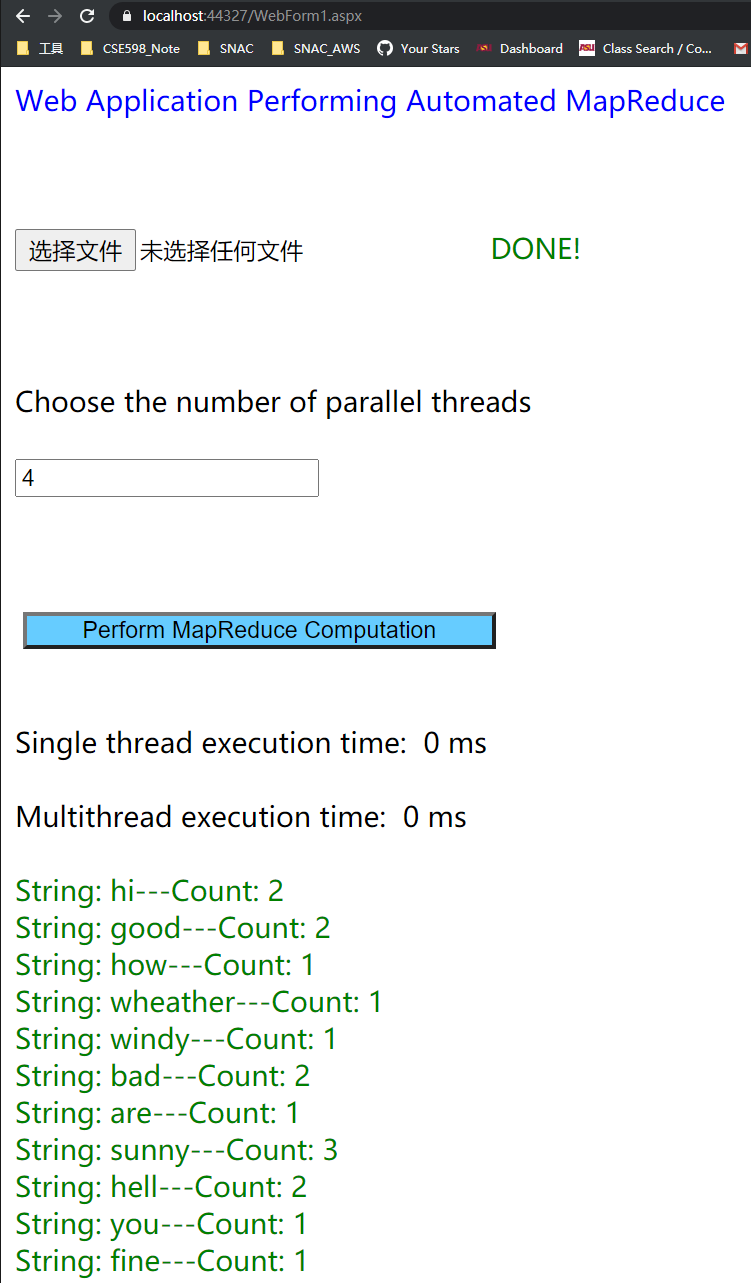 localhost:44327/WebForm1.aspx
工具 CSE598_Note SNAC SNAC_AWS Your Stars Dashboard ASU Class Search / Co...
Web Application Performing Automated MapReduce
选择文件 未选择任何文件 DONE!
Choose the number of parallel threads
4
Perform MapReduce Computation
Single thread execution time: 0 ms
Multithread execution time: 0 ms
String: hi---Count: 2
String: good---Count: 2
String: how---Count: 1
String: wheather---Count: 1
String: windy---Count: 1
String: bad---Count: 2
String: are---Count: 1
String: sunny---Count: 3
String: hell---Count: 2
String: you---Count: 1
String: fine---Count: 1